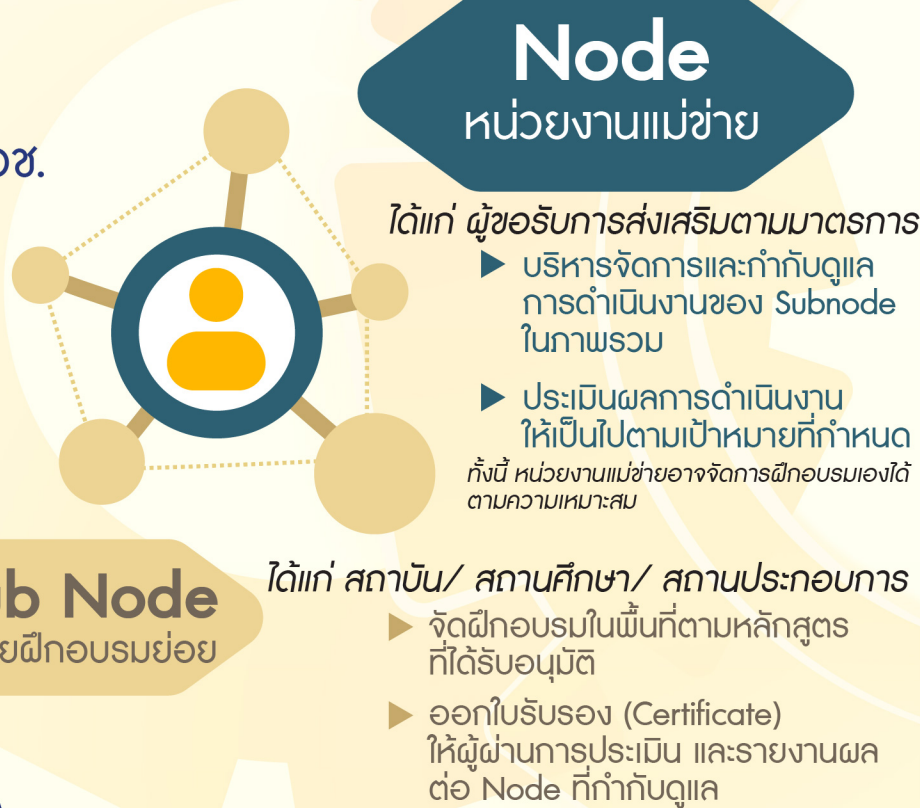 Node
หน่วยงานแม่ข่าย
ได้แก่ ผู้ขอรับการส่งเสริมตามมาตรการ
บริหารจัดการและกำกับดูแล
การดำเนินงานของ Subnode
ในภาพรวม
ประเมินผลการดำเนินงาน
ให้เป็นไปตามเป้าหมายที่กำหนด
ทั้งนี้ หน่วยงานแม่ข่ายอาจจัดการฝึกอบรมเองได้
ตามความเหมาะสม
Node
ยฝึกอบรมย่อย
ได้แก่ สถาบัน/ สถานศึกษา/ สถานประกอบการ
จัดฝึกอบรมในพื้นที่ตามหลักสูตร
ที่ได้รับอนุมัติ
ออกใบรับรอง (Certificate)
ให้ผู้ผ่านการประเมิน และรายงานผล
ต่อ Node ที่กำกับดูแล